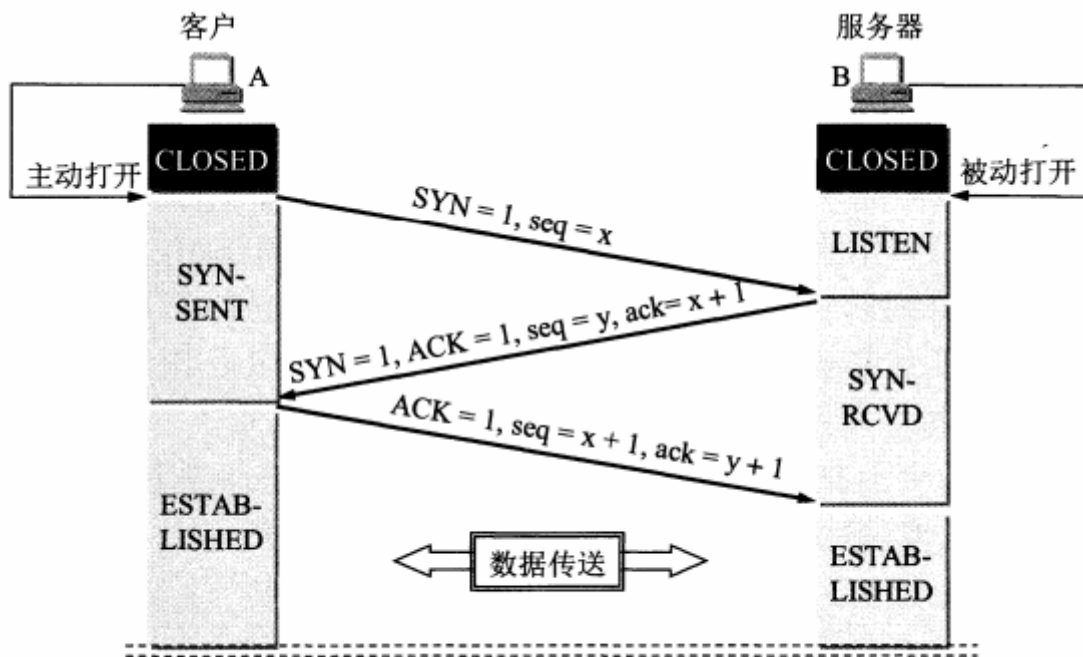 客户
服务器
A
B
CLOSED
CLOSED
主动打开
被动打开
SYN = 1, seq = x
LISTEN
SYN-
SENT
SYN = 1, ACK = 1, seq = y, ack= x + 1
SYN-
RCVD
ACK = 1, seq = x + 1, ack = y + 1
ESTAB-
LISHED
数据传送
ESTAB-
LISHED